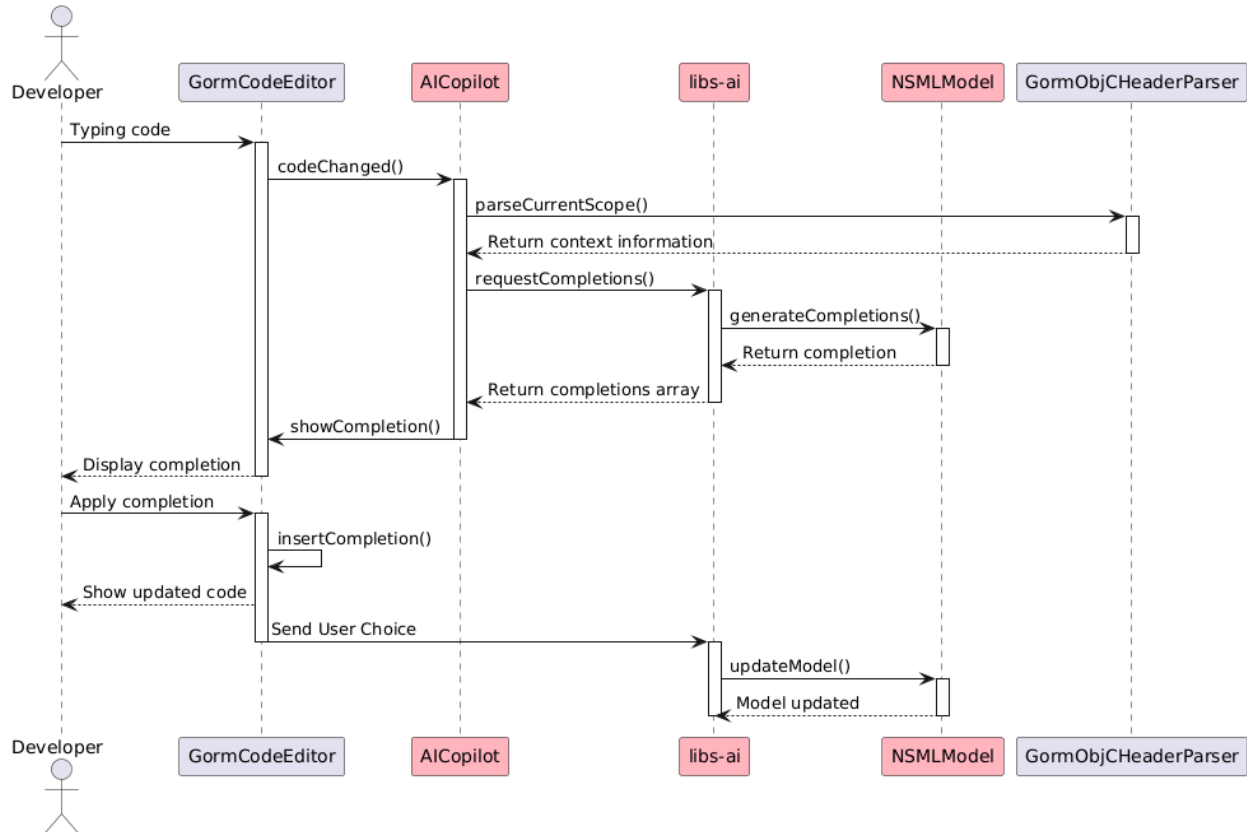 Developer
GormCodeEditor
AICopilot
libs-ai
NSMLModel
GormObjCHeaderParser
Typing code
codeChanged()
parseCurrentScope()
Return context information
requestCompletions()
generateCompletions()
Return completion
Return completions array
showCompletion()
Display completion
Apply completion
insertCompletion()
Show updated code
Send User Choice
updateModel()
Model updated
Developer
GormCodeEditor
AICopilot
libs-ai
NSMLModel
GormObjCHeaderParser